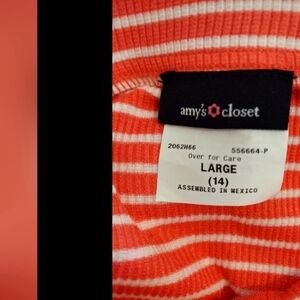 amy's closet
2062H66 556664-P
Over for Care
LARGE
(14)
ASSEMBLED IN MEXICO